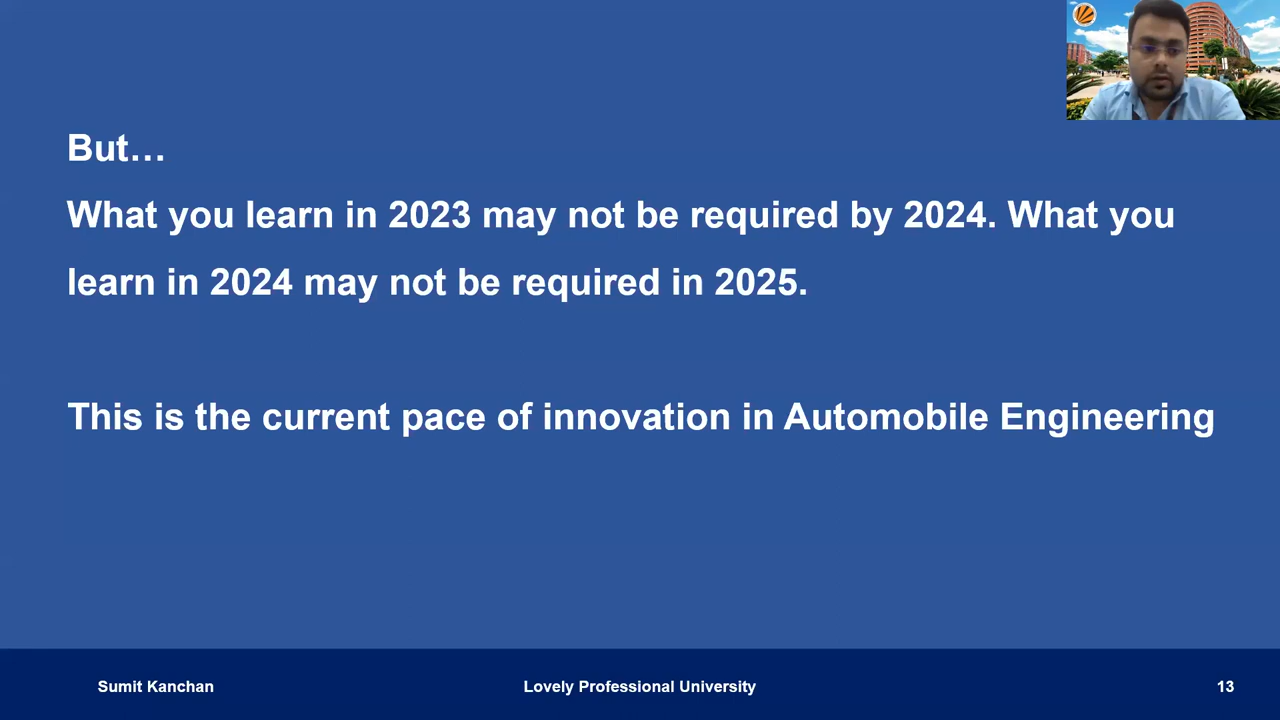 But…
What you learn in 2023 may not be required by 2024. What you
learn in 2024 may not be required in 2025.
This is the current pace of innovation in Automobile Engineering
Sumit Kanchan
Lovely Professional University
13